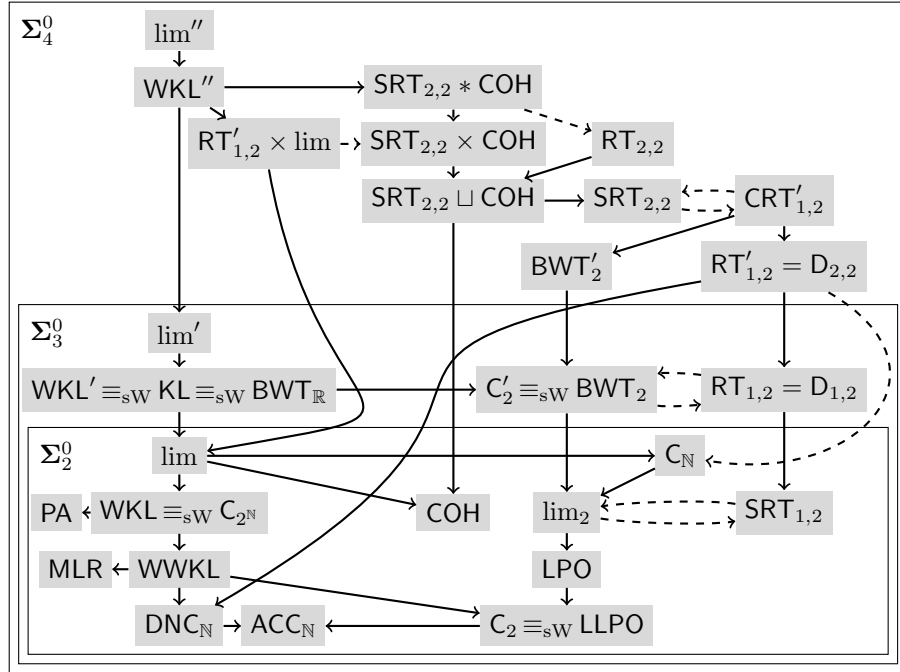 𝚺⁰₄
lim″
WKL″
SRT₂,₂ ∗ COH
RT′₁,₂ × lim
SRT₂,₂ × COH
RT₂,₂
SRT₂,₂ ⊔ COH
SRT₂,₂
CRT′₁,₂
BWT′₂
RT′₁,₂ = D₂,₂
𝚺⁰₃
lim′
WKL′ ≡sW KL ≡sW BWTℝ
C′₂ ≡sW BWT₂
RT₁,₂ = D₁,₂
𝚺⁰₂
lim
Cℕ
PA
WKL ≡sW C₂ℕ
COH
lim₂
SRT₁,₂
MLR
WWKL
LPO
DNCℕ
ACCℕ
C₂ ≡sW LLPO